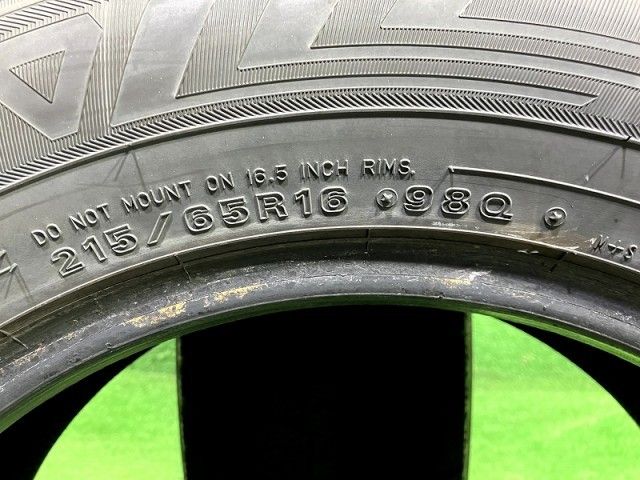 DO NOT MOUNT ON 16.5 INCH RIMS.
215/65R16 98Q
M+S